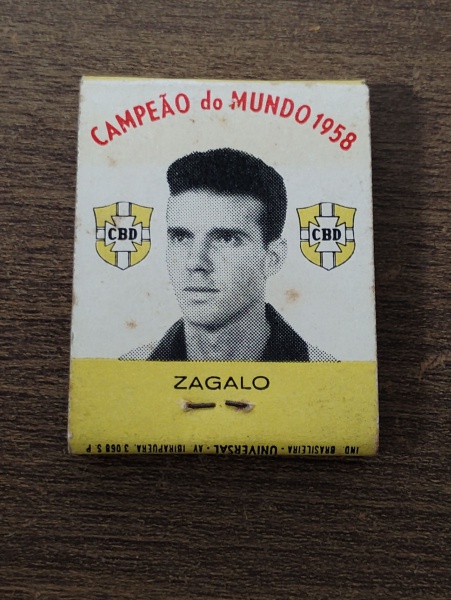 CAMPEÃO do MUNDO 1958
CBD CBD
ZAGALO
IND BRASILEIRA - UNIVERSAL - AV. IBIRAPUERA, 3.068 S. P